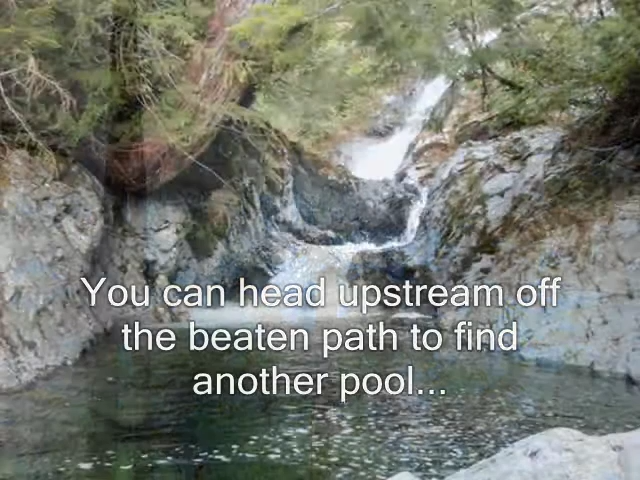 You can head upstream off
the beaten path to find
another pool...